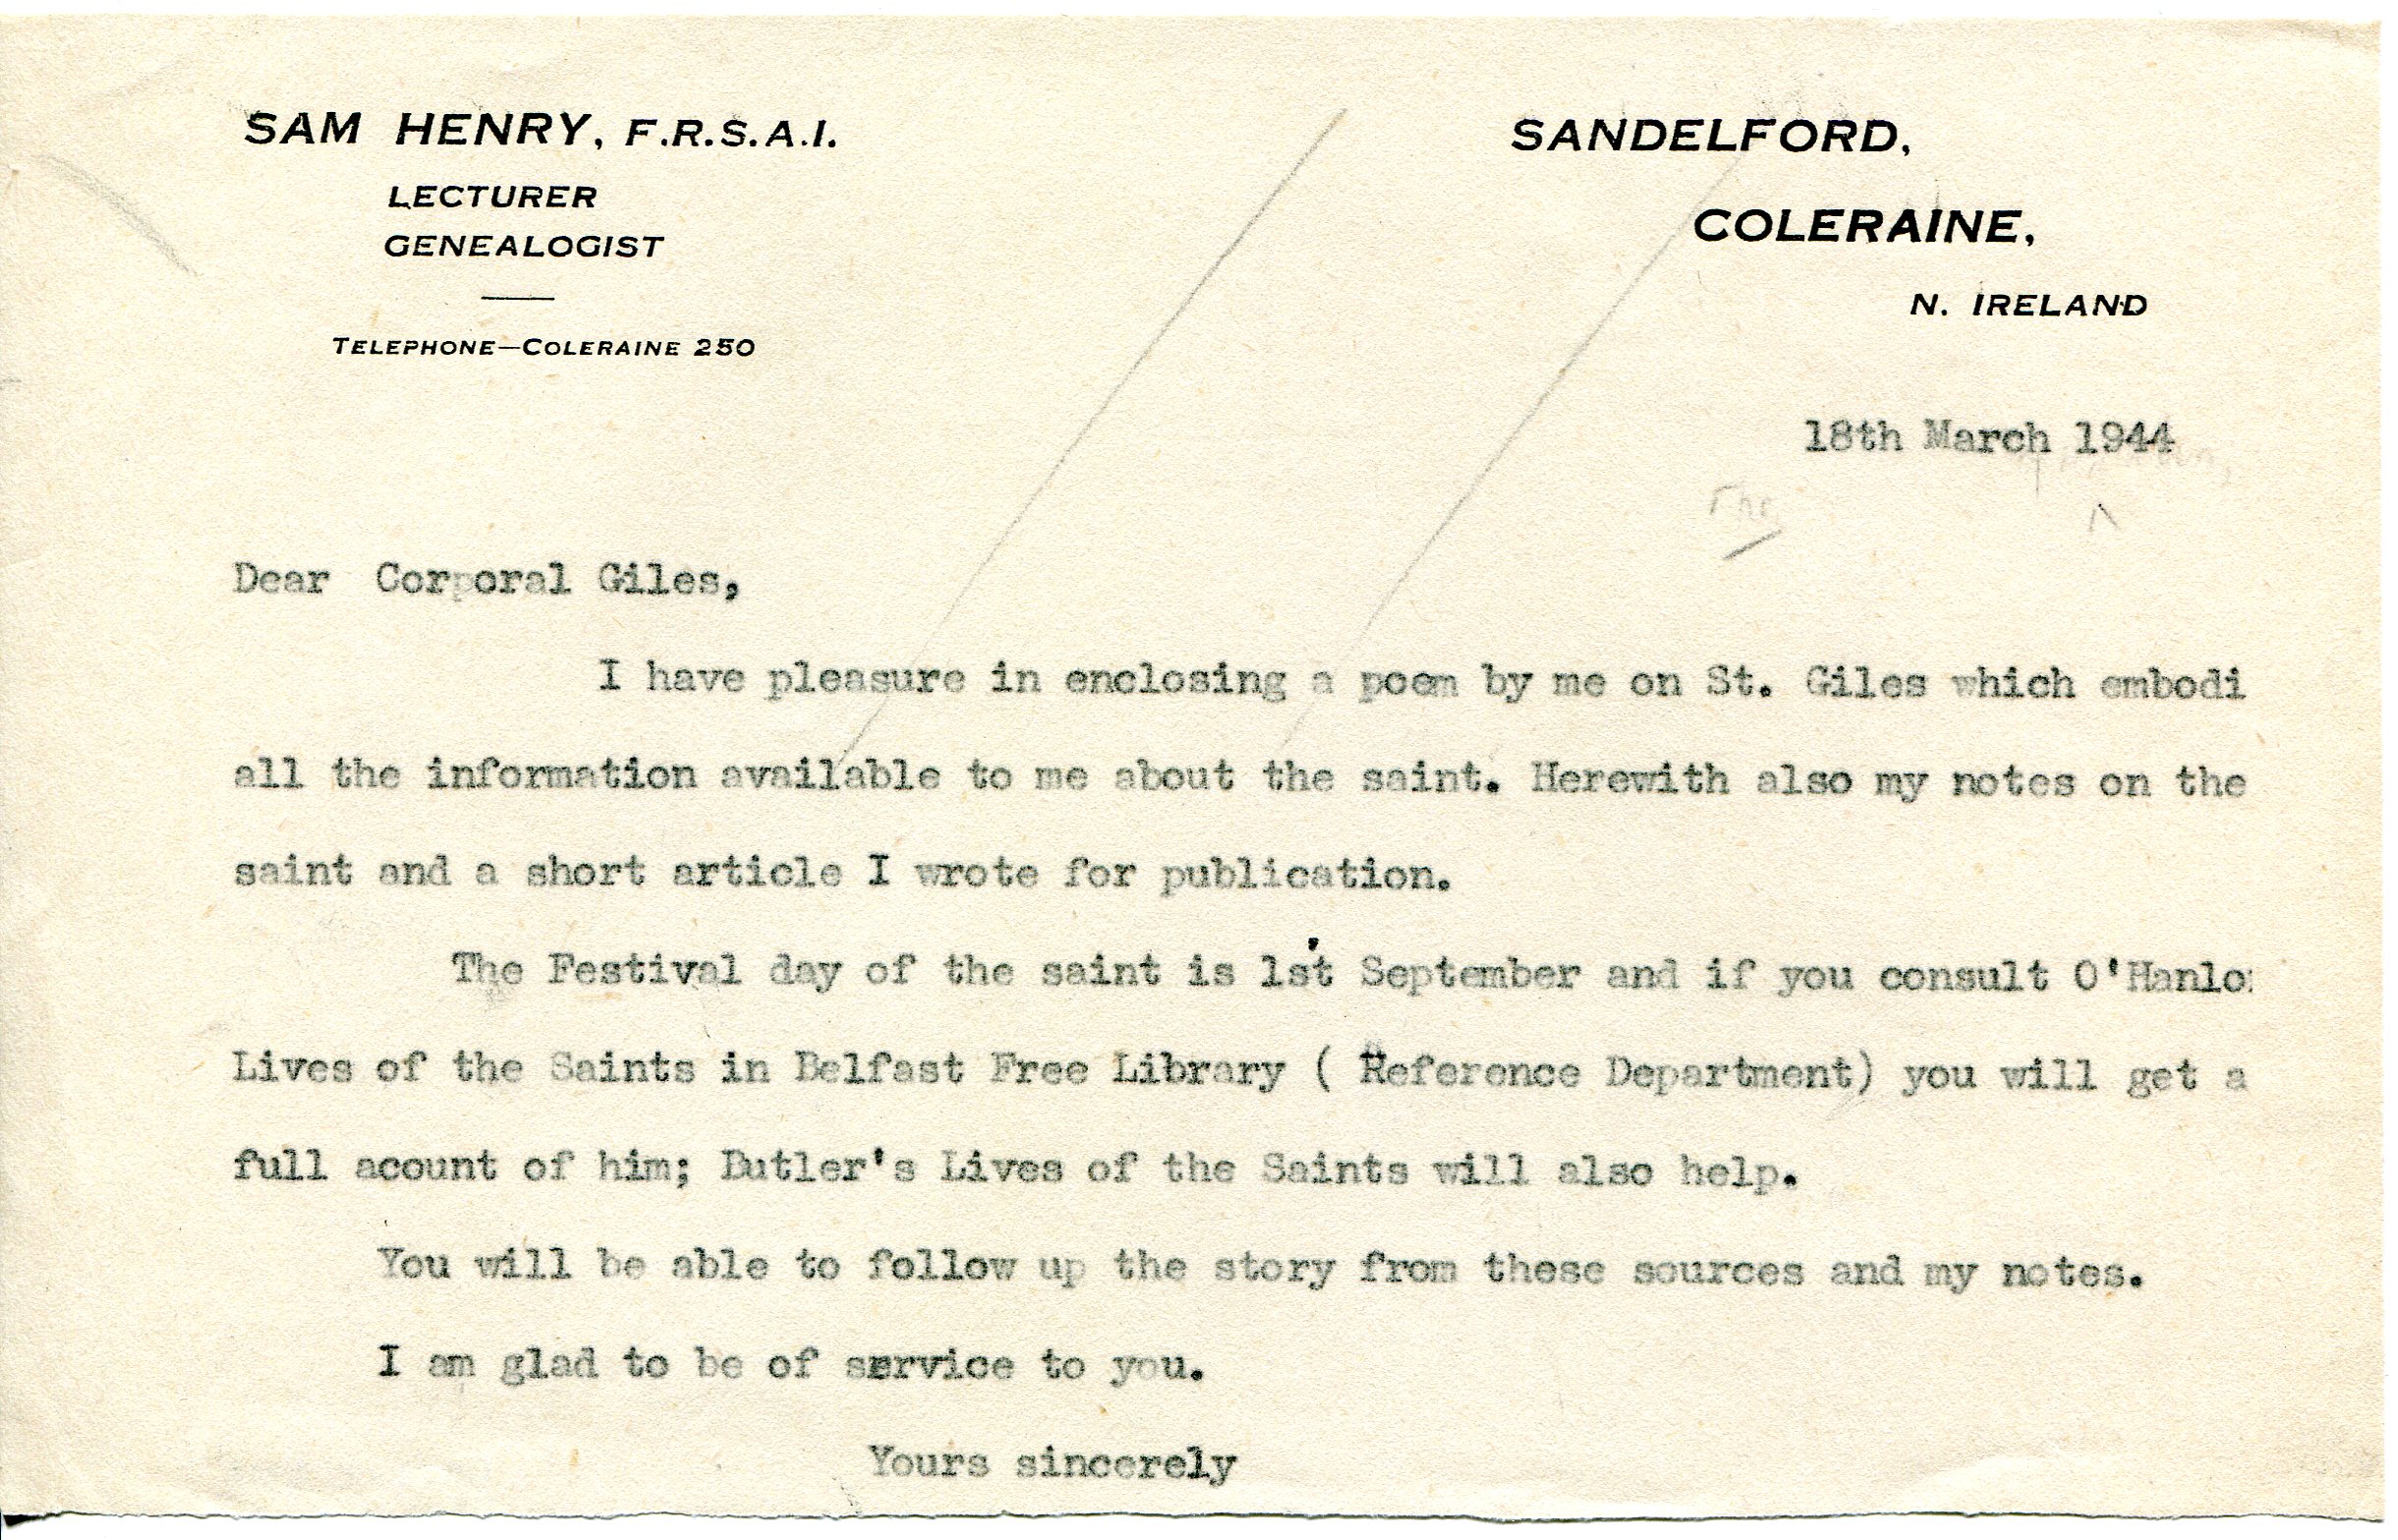 SAM HENRY, F.R.S.A.I.
LECTURER
GENEALOGIST
TELEPHONE—COLERAINE 250
SANDELFORD,
COLERAINE,
N. IRELAND
18th March 1944
The
Dear Corporal Giles,
I have pleasure in enclosing a poem by me on St. Giles which embodi
all the information available to me about the saint. Herewith also my notes on the
saint and a short article I wrote for publication.
The Festival day of the saint is 1st September and if you consult O'Hanlo
Lives of the Saints in Belfast Free Library ( Reference Department) you will get a
full acount of him; Butler's Lives of the Saints will also help.
You will be able to follow up the story from these sources and my notes.
I am glad to be of service to you.
Yours sincerely